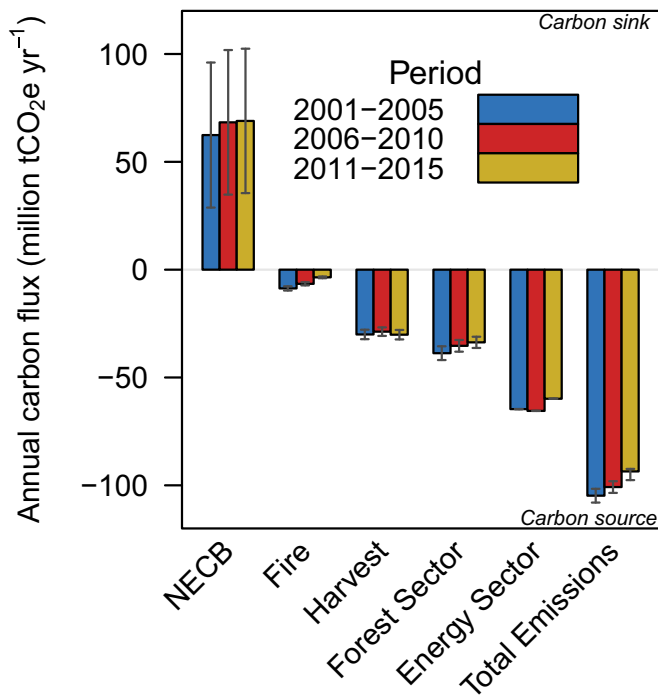 Carbon sink
Annual carbon flux (million tCO₂e yr⁻¹)
100
50
0
−50
−100
Period
2001−2005
2006−2010
2011−2015
Carbon source
NECB
Fire
Harvest
Forest Sector
Energy Sector
Total Emissions